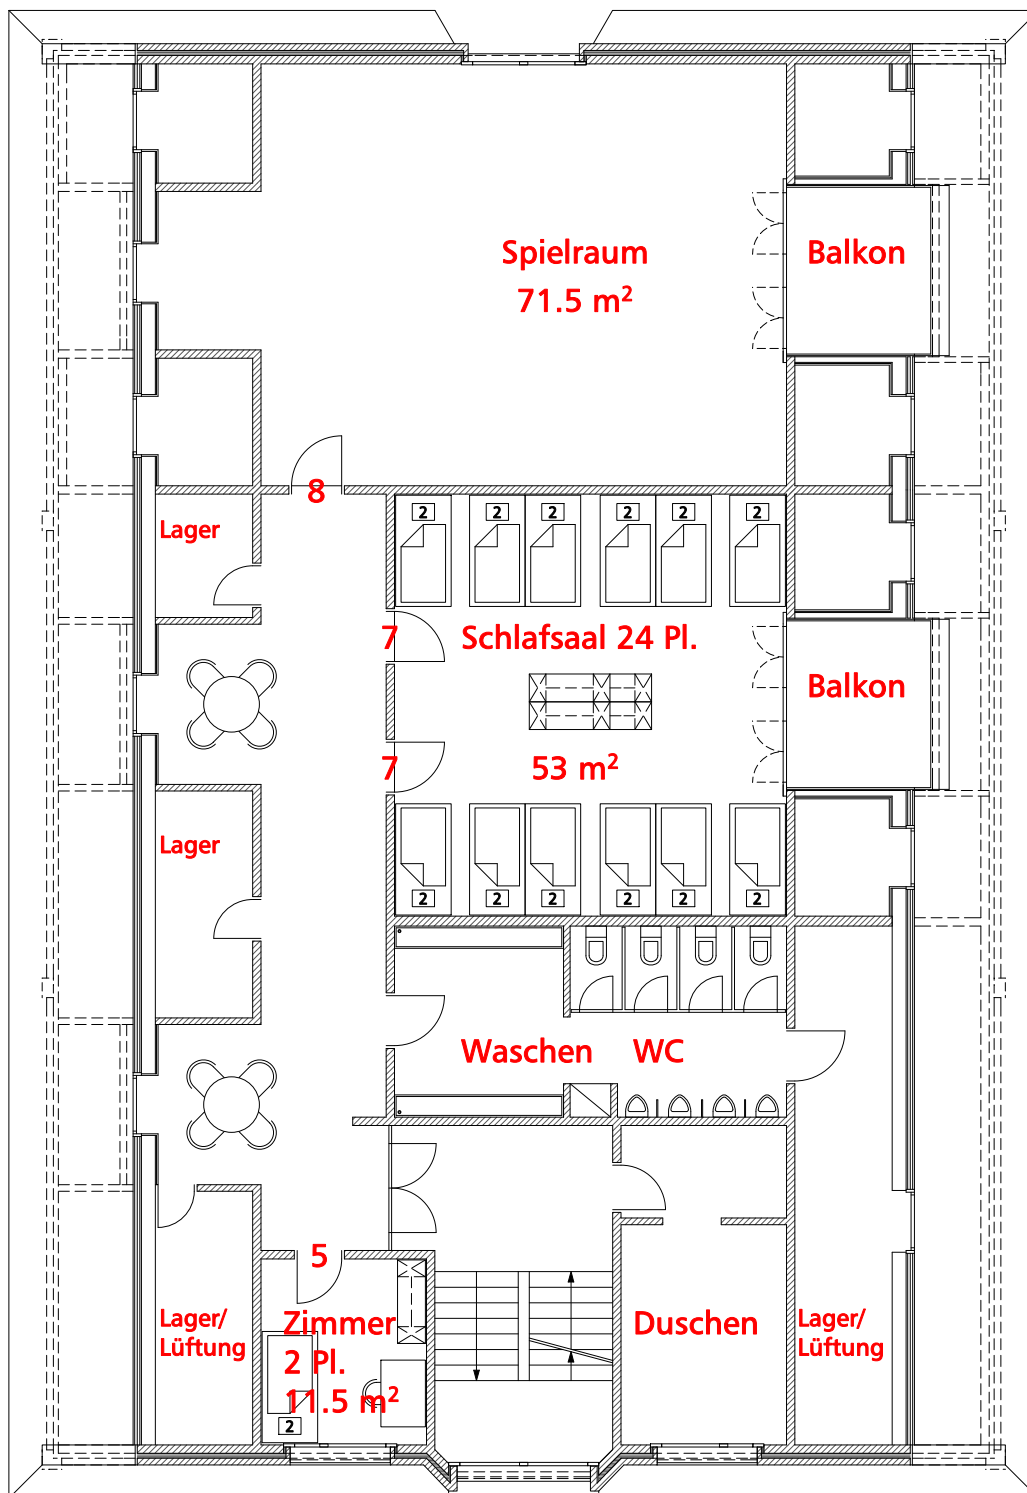 Spielraum
71.5 m²
Balkon
8
Lager
2
2
2
2
2
2
7
Schlafsaal 24 Pl.
Balkon
7
53 m²
Lager
2
2
2
2
2
2
Waschen
WC
5
Lager/
Lüftung
Zimmer
2 Pl.
11.5 m²
2
Duschen
Lager/
Lüftung